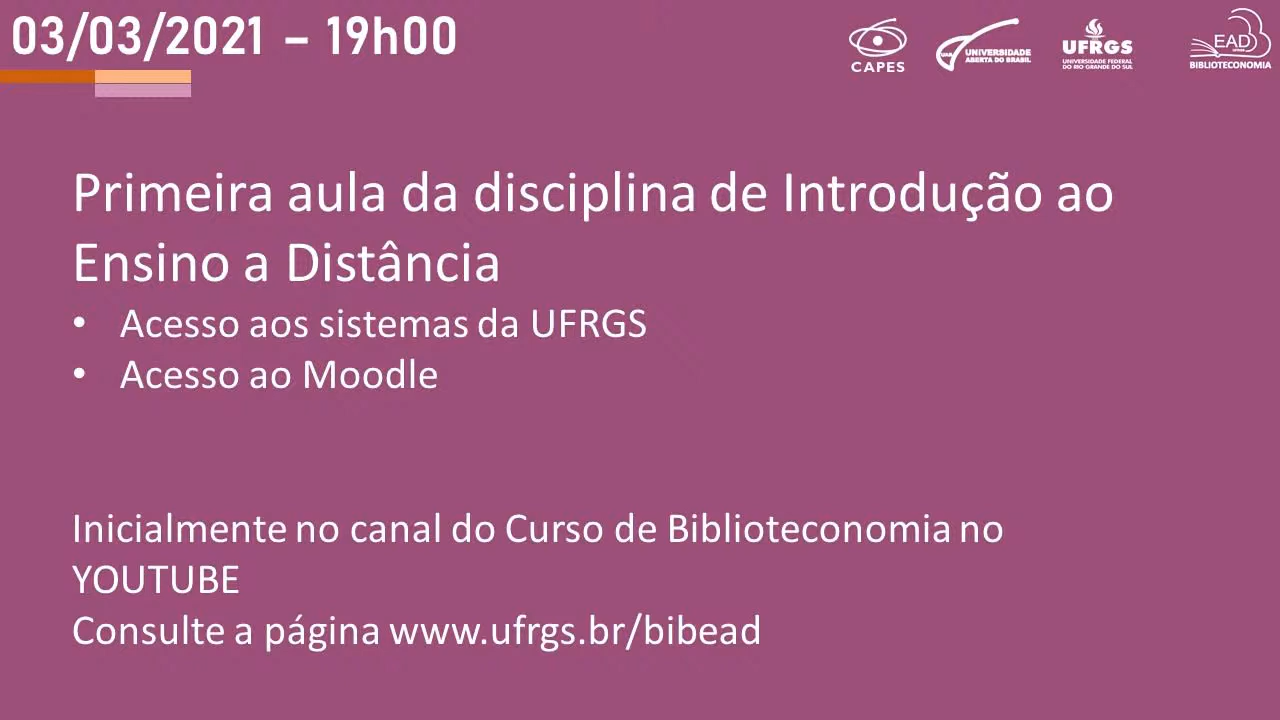 03/03/2021 – 19h00
CAPES
UAB UNIVERSIDADE
ABERTA DO BRASIL
UFRGS
UNIVERSIDADE FEDERAL
DO RIO GRANDE DO SUL
EAD
BIBLIOTECONOMIA
Primeira aula da disciplina de Introdução ao
Ensino a Distância
• Acesso aos sistemas da UFRGS
• Acesso ao Moodle
Inicialmente no canal do Curso de Biblioteconomia no
YOUTUBE
Consulte a página www.ufrgs.br/bibead